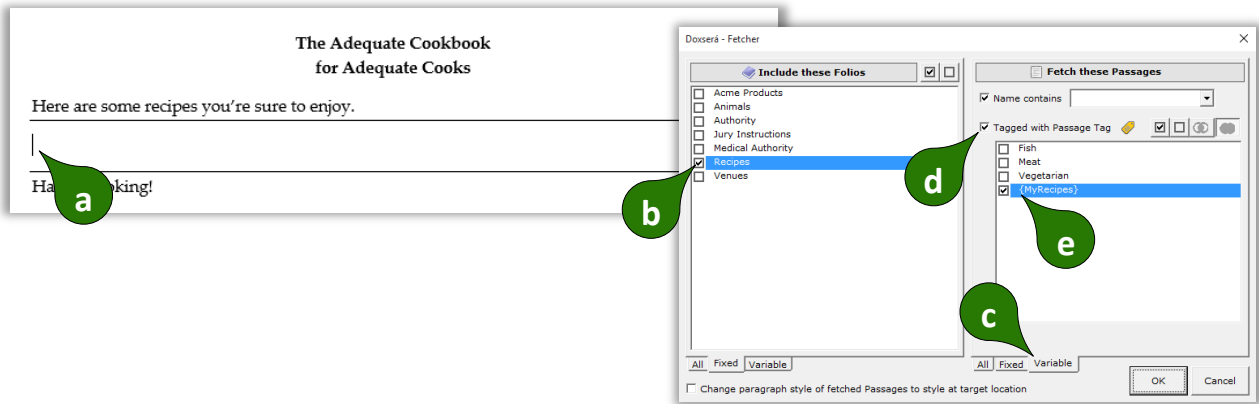 The Adequate Cookbook
for Adequate Cooks
Here are some recipes you're sure to enjoy.
Ha king!
a
Doxserá - Fetcher
Include these Folios
Acme Products
Animals
Authority
Jury Instructions
Medical Authority
Recipes
Venues
b
All Fixed Variable
Fetch these Passages
Name contains
Tagged with Passage Tag
Fish
Meat
Vegetarian
{MyRecipes}
d
e
c
All Fixed Variable
Change paragraph style of fetched Passages to style at target location
OK Cancel